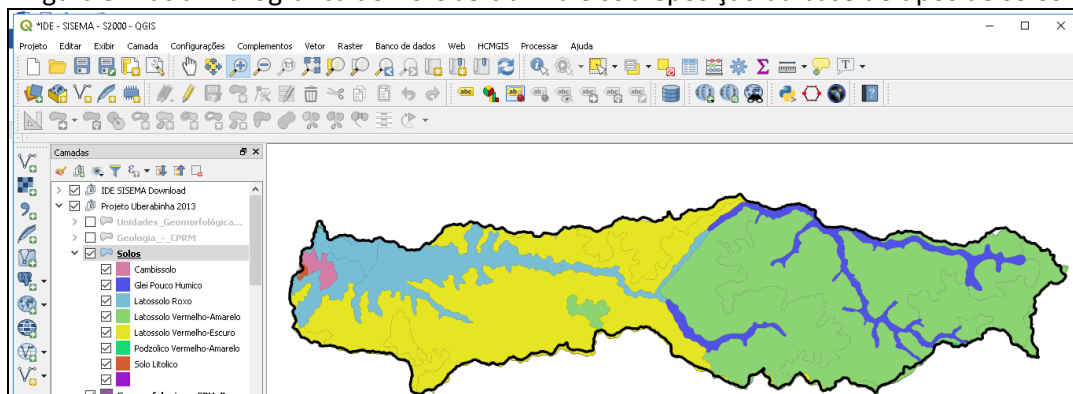 *IDE - SISEMA - S2000 - QGIS
Projeto Editar Exibir Camada Configurações Complementos Vetor Raster Banco de dados Web HCMGIS Processar Ajuda
Camadas
IDE SISEMA Download
Projeto Uberabinha 2013
Unidades_Geomorfológica...
Geologia_-_CPRM
Solos
Cambissolo
Glei Pouco Humico
Latossolo Roxo
Latossolo Vermelho-Amarelo
Latossolo Vermelho-Escuro
Podzolico Vermelho-Amarelo
Solo Litolico